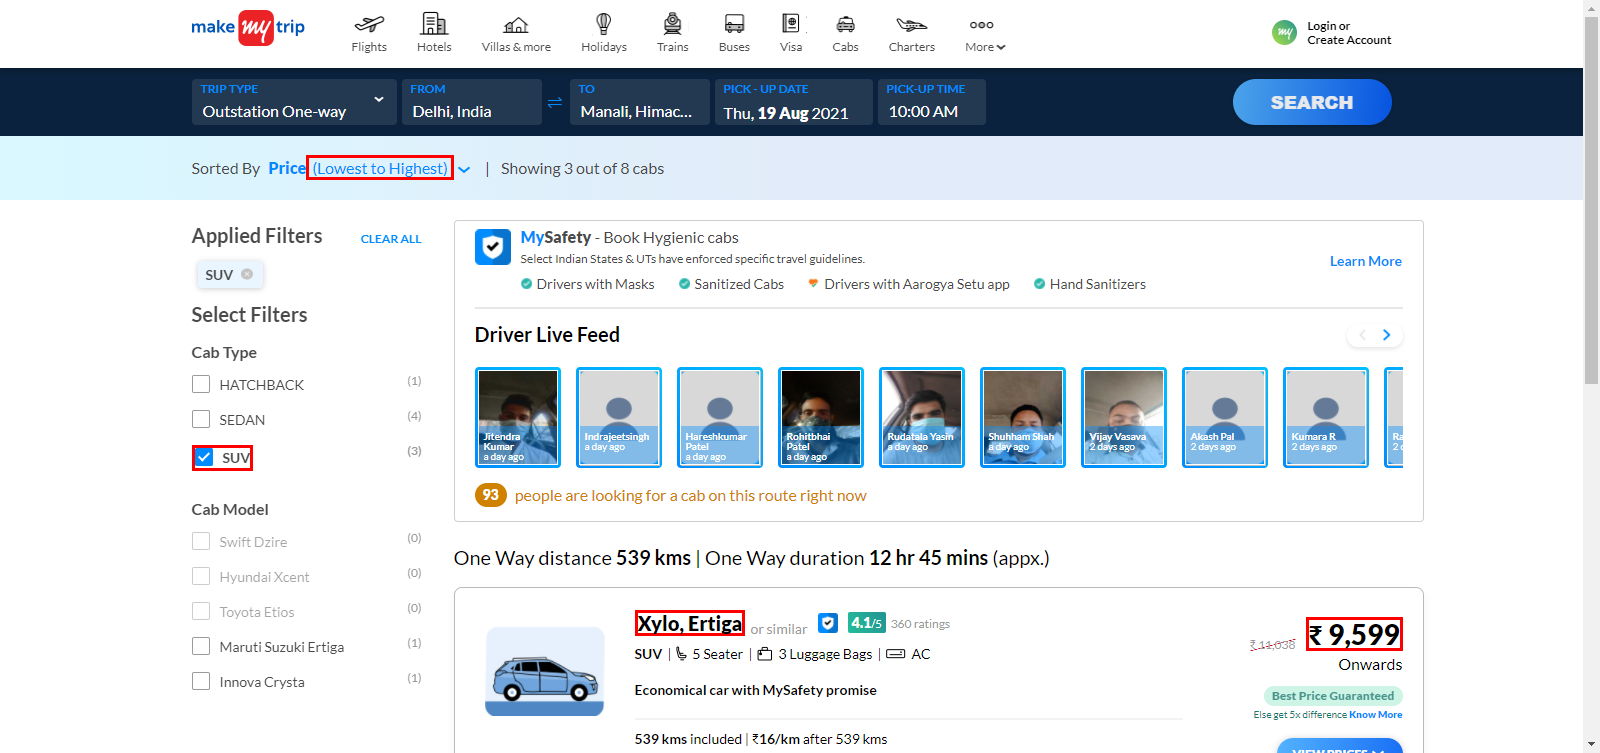 make my trip
Flights
Hotels
Villas & more
Holidays
Trains
Buses
Visa
Cabs
Charters
More
my
Login or
Create Account
TRIP TYPE
Outstation One-way
FROM
Delhi, India
TO
Manali, Himac...
PICK - UP DATE
Thu, 19 Aug 2021
PICK-UP TIME
10:00 AM
SEARCH
Sorted By Price (Lowest to Highest) | Showing 3 out of 8 cabs
Applied Filters CLEAR ALL
SUV
Select Filters
Cab Type
HATCHBACK (1)
SEDAN (4)
SUV (3)
Cab Model
Swift Dzire (0)
Hyundai Xcent (0)
Toyota Etios (0)
Maruti Suzuki Ertiga (1)
Innova Crysta (1)
MySafety - Book Hygienic cabs
Select Indian States & UTs have enforced specific travel guidelines.
Learn More
Drivers with Masks Sanitized Cabs Drivers with Aarogya Setu app Hand Sanitizers
Driver Live Feed
Jitendra
Kumar
a day ago
Indrajeetsingh
a day ago
Hareshkumar
Patel
a day ago
Rohitbhai
Patel
a day ago
Rudatala Yasin
a day ago
Shuhham Shah
a day ago
Vijay Vasava
2 days ago
Akash Pal
2 days ago
Kumara R
2 days ago
93 people are looking for a cab on this route right now
One Way distance 539 kms | One Way duration 12 hr 45 mins (appx.)
Xylo, Ertiga or similar 4.1/5 360 ratings
SUV | 5 Seater | 3 Luggage Bags | AC
Economical car with MySafety promise
539 kms included | ₹16/km after 539 kms
₹ 11,038 ₹ 9,599
Onwards
Best Price Guaranteed
Else get 5x difference Know More
VIEW PRICES